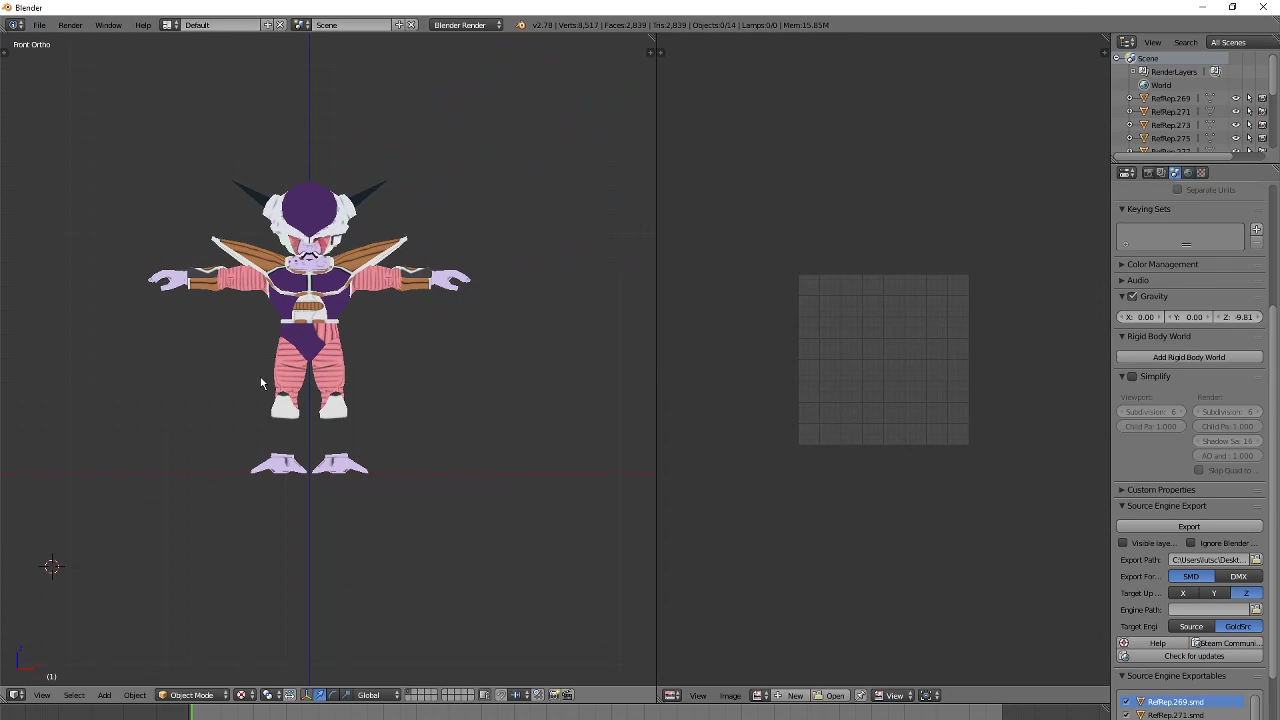 Blender
File Render Window Help Default Scene Blender Render v2.78 | Verts:8,517 | Faces:2,839 | Tris:2,839 | Objects:0/14 | Lamps:0/0 | Mem:15.85M
Front Ortho
View Search All Scenes
Scene
RenderLayers
World
RefRep.269
RefRep.271
RefRep.273
RefRep.275
RefRep.277
Separate Units
Keying Sets
Color Management
Audio
Gravity
X: 0.00 Y: 0.00 Z: -9.81
Rigid Body World
Add Rigid Body World
Simplify
Viewport: Render:
Subdivision: 6 Subdivision: 6
Child Pa: 1.000 Child Pa: 1.000
Shadow Sa: 16
AO and : 1.000
Skip Quad to ...
Custom Properties
Source Engine Export
Export
Visible laye... Ignore Blender ...
Export Path: C:\Users\lutsc\Deskt...
Export For... SMD DMX
Target Up ... X Y Z
Engine Path:
Target Engi Source GoldSrc
Help Steam Communi...
Check for updates
Source Engine Exportables
RefRep.269.smd
RefRep.271.smd
(1)
View Select Add Object Object Mode Global View Image New Open View